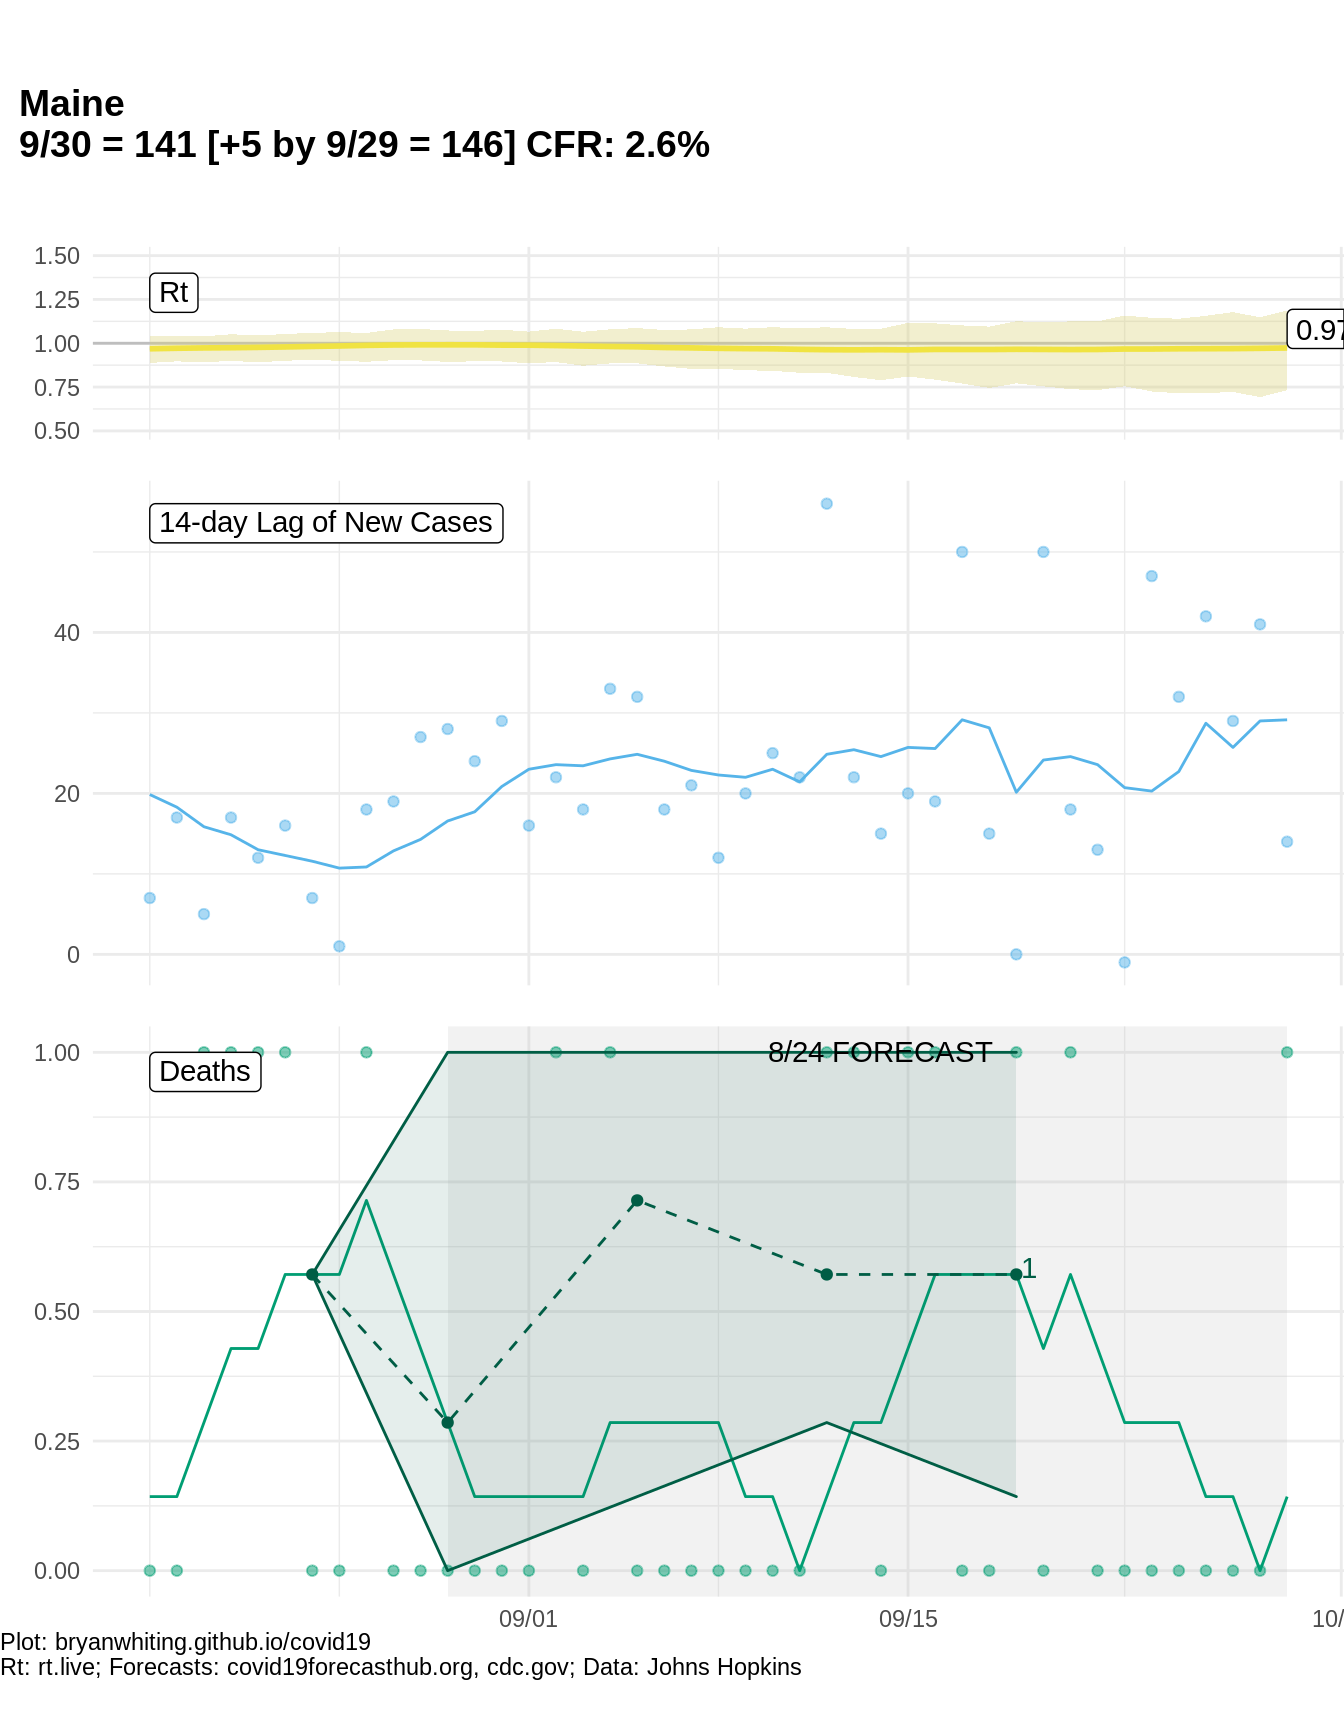 Maine
9/30 = 141 [+5 by 9/29 = 146] CFR: 2.6%
1.50
1.25
1.00
0.75
0.50
Rt
0.97
14-day Lag of New Cases
40
20
0
1.00
0.75
0.50
0.25
0.00
Deaths
8/24 FORECAST
1
09/01
09/15
10/
Plot: bryanwhiting.github.io/covid19
Rt: rt.live; Forecasts: covid19forecasthub.org, cdc.gov; Data: Johns Hopkins